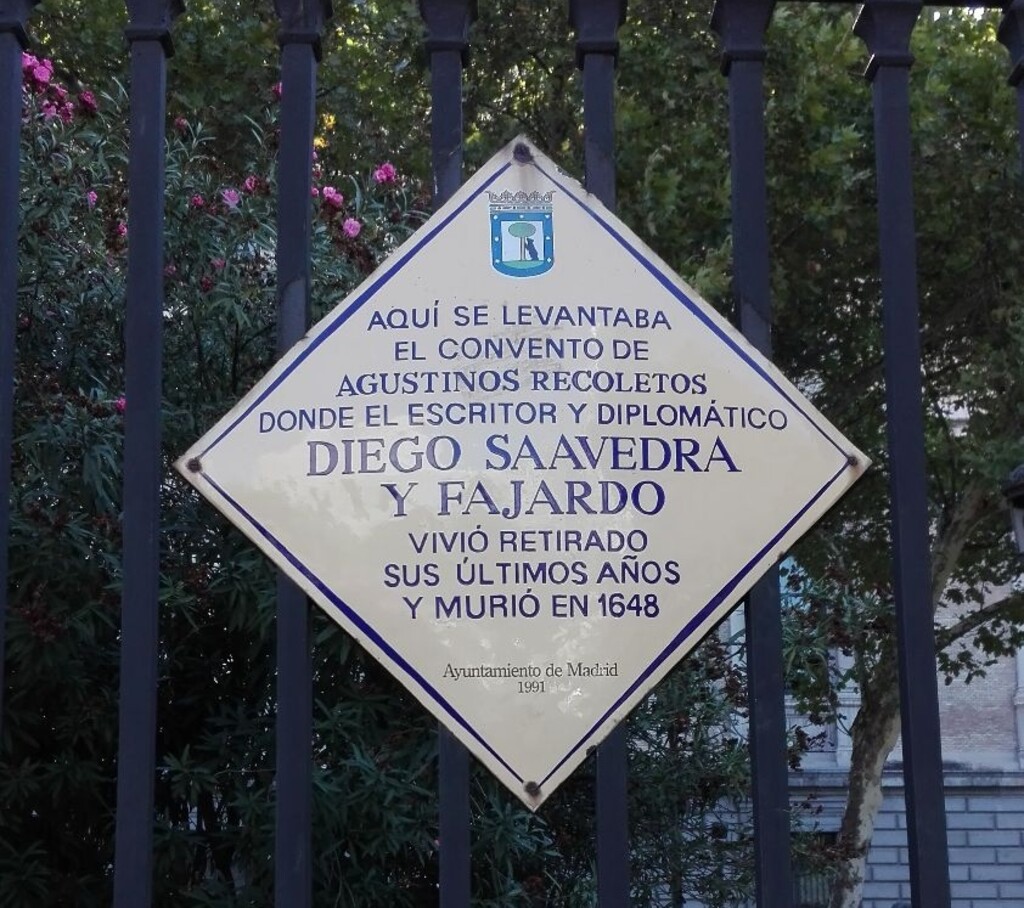 AQUÍ SE LEVANTABA
EL CONVENTO DE
AGUSTINOS RECOLETOS
DONDE EL ESCRITOR Y DIPLOMÁTICO
DIEGO SAAVEDRA
Y FAJARDO
VIVIÓ RETIRADO
SUS ÚLTIMOS AÑOS
Y MURIÓ EN 1648
Ayuntamiento de Madrid
1991